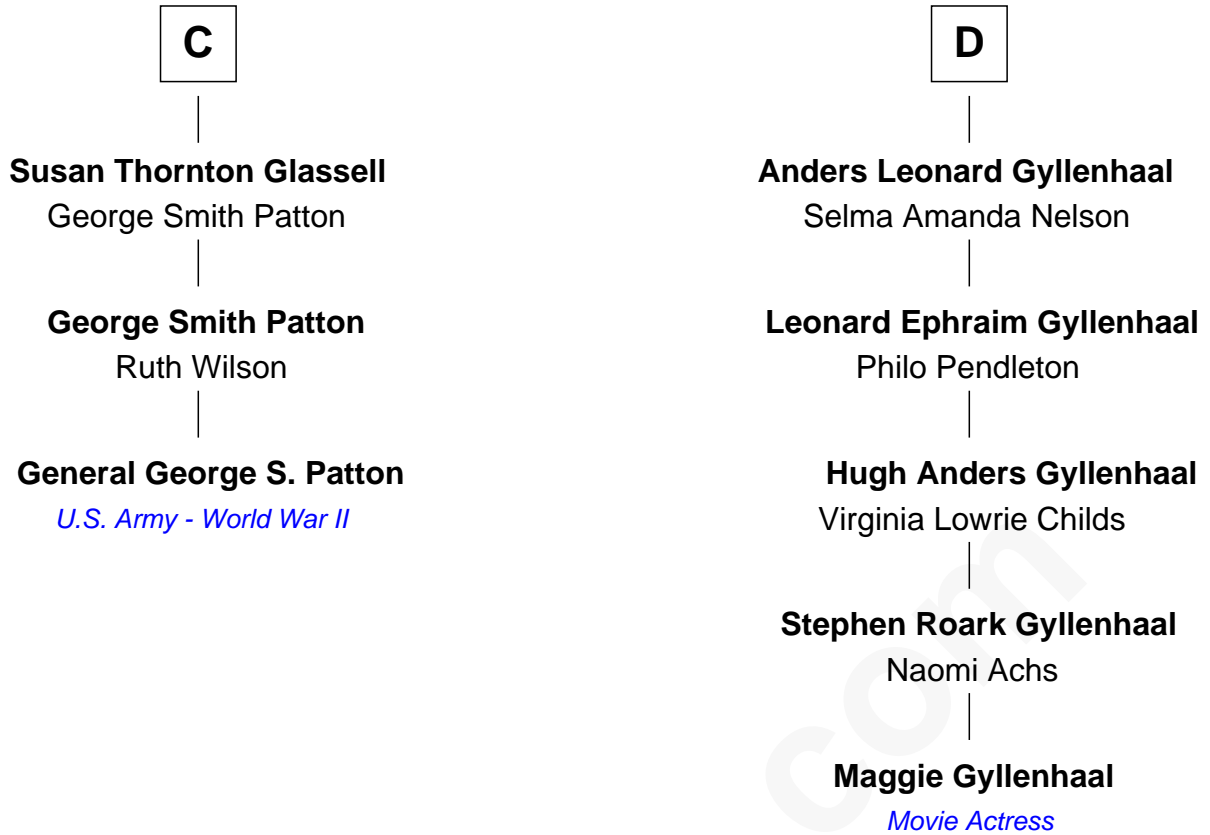 C
Susan Thornton Glassell
George Smith Patton
George Smith Patton
Ruth Wilson
General George S. Patton
U.S. Army - World War II
D
Anders Leonard Gyllenhaal
Selma Amanda Nelson
Leonard Ephraim Gyllenhaal
Philo Pendleton
Hugh Anders Gyllenhaal
Virginia Lowrie Childs
Stephen Roark Gyllenhaal
Naomi Achs
Maggie Gyllenhaal
Movie Actress
com